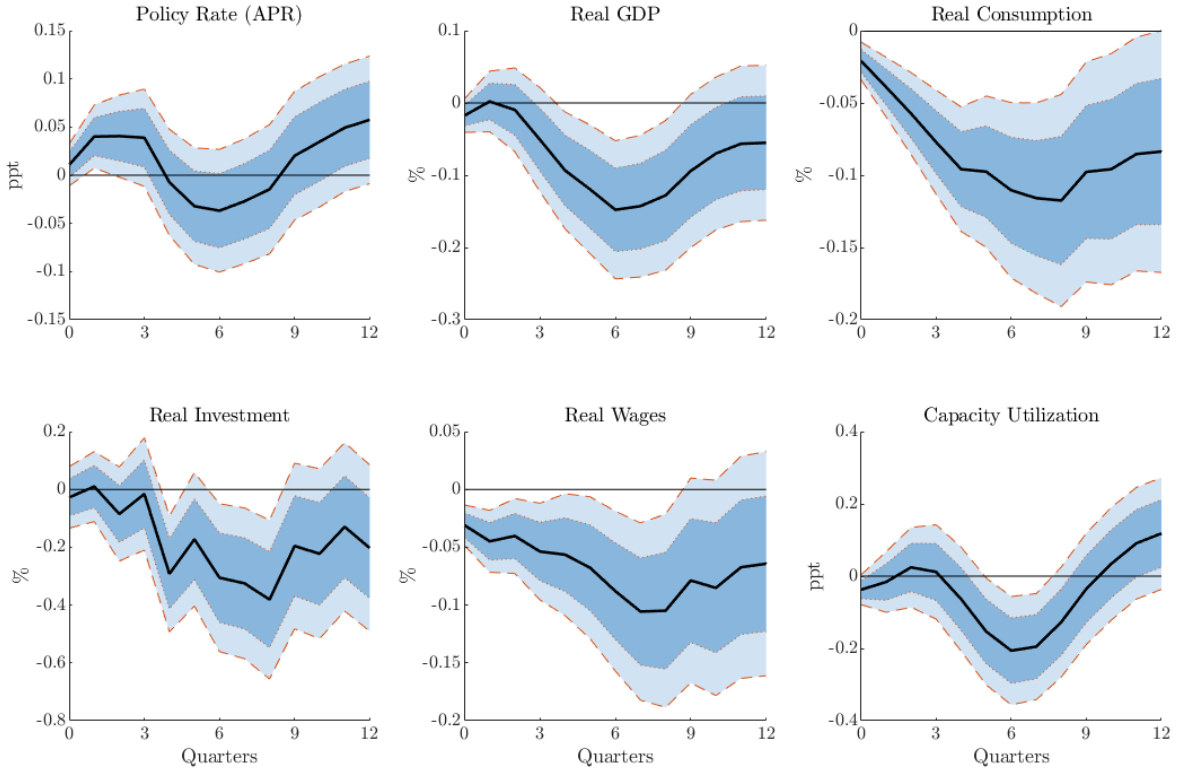 Policy Rate (APR)
0.15
0.1
0.05
0
-0.05
-0.1
-0.15
ppt
0 3 6 9 12
Real GDP
0.1
0
-0.1
-0.2
-0.3
%
0 3 6 9 12
Real Consumption
0
-0.05
-0.1
-0.15
-0.2
%
0 3 6 9 12
Real Investment
0.2
0
-0.2
-0.4
-0.6
-0.8
%
0 3 6 9 12
Quarters
Real Wages
0.05
0
-0.05
-0.1
-0.15
-0.2
%
0 3 6 9 12
Quarters
Capacity Utilization
0.4
0.2
0
-0.2
-0.4
ppt
0 3 6 9 12
Quarters